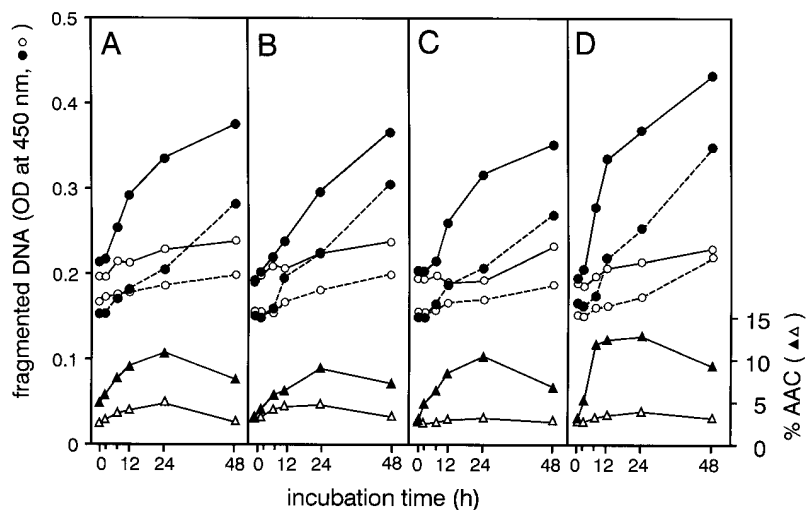 A
B
C
D
fragmented DNA (OD at 450 nm, ●○)
0.5
0.4
0.3
0.2
0.1
0
15
10
5
0
% AAC (▲△)
0 12 24 48
0 12 24 48
0 12 24 48
0 12 24 48
incubation time (h)